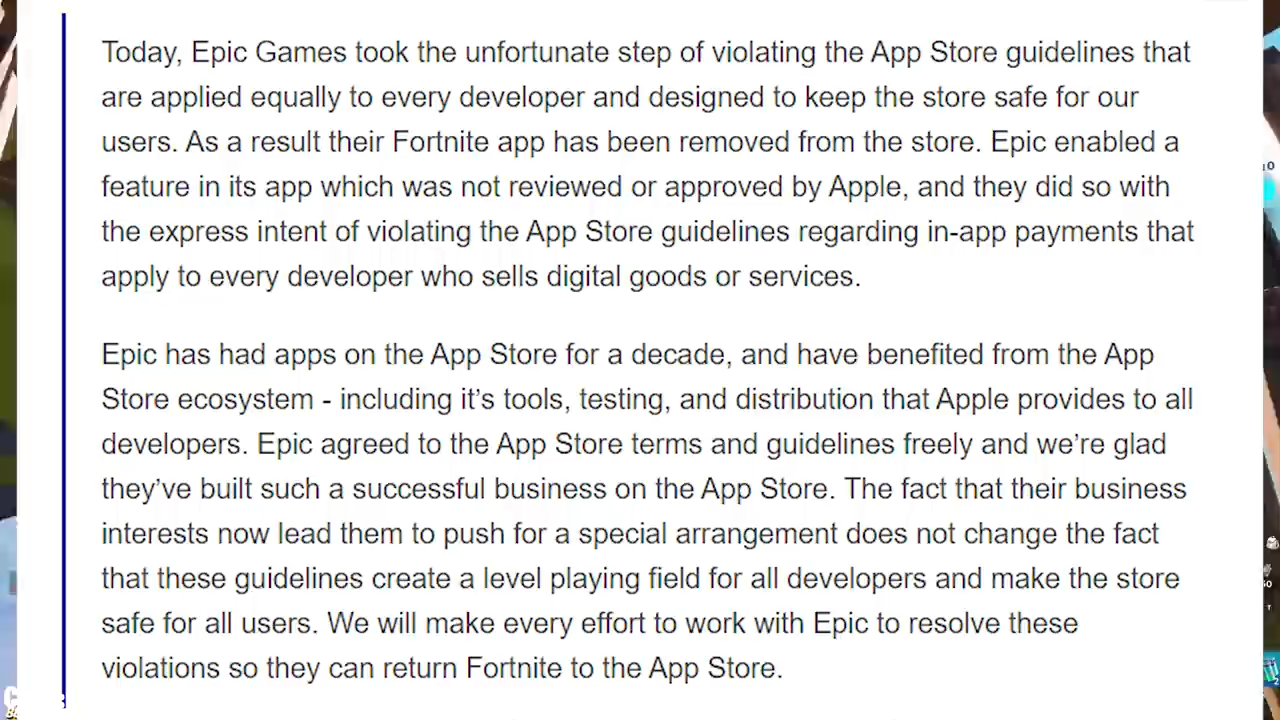 Today, Epic Games took the unfortunate step of violating the App Store guidelines that
are applied equally to every developer and designed to keep the store safe for our
users. As a result their Fortnite app has been removed from the store. Epic enabled a
feature in its app which was not reviewed or approved by Apple, and they did so with
the express intent of violating the App Store guidelines regarding in-app payments that
apply to every developer who sells digital goods or services.
Epic has had apps on the App Store for a decade, and have benefited from the App
Store ecosystem - including it’s tools, testing, and distribution that Apple provides to all
developers. Epic agreed to the App Store terms and guidelines freely and we’re glad
they’ve built such a successful business on the App Store. The fact that their business
interests now lead them to push for a special arrangement does not change the fact
that these guidelines create a level playing field for all developers and make the store
safe for all users. We will make every effort to work with Epic to resolve these
violations so they can return Fortnite to the App Store.